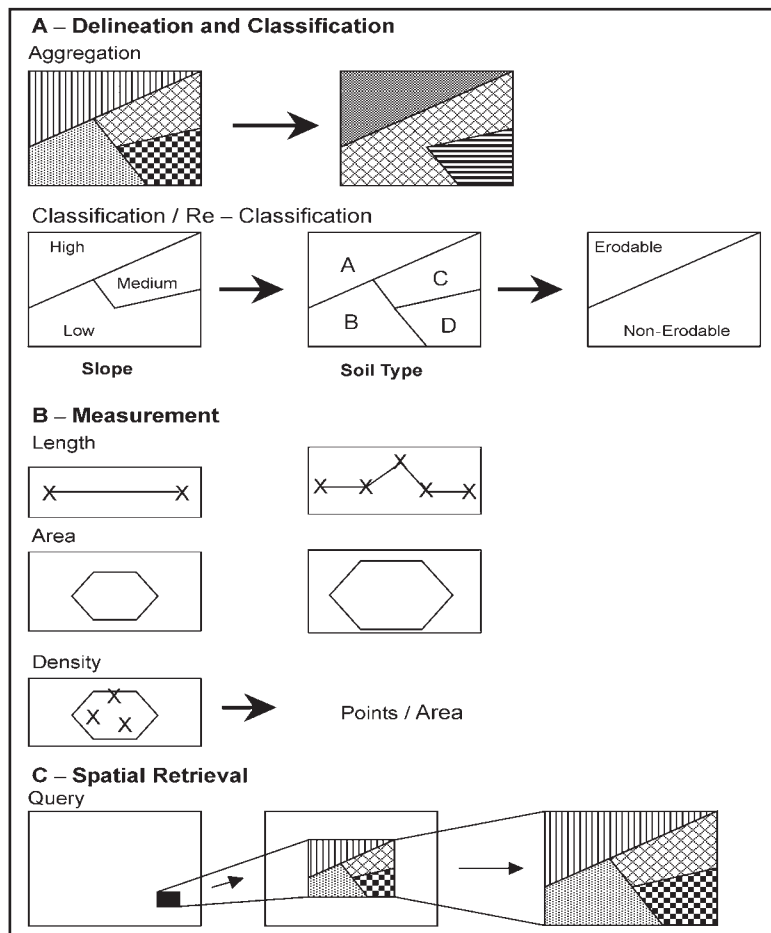 A – Delineation and Classification
Aggregation
Classification / Re – Classification
High
Medium
Low
Slope
A
C
B
D
Soil Type
Erodable
Non-Erodable
B – Measurement
Length
X X
X X X X X
Area
Density
X
X X
Points / Area
C – Spatial Retrieval
Query